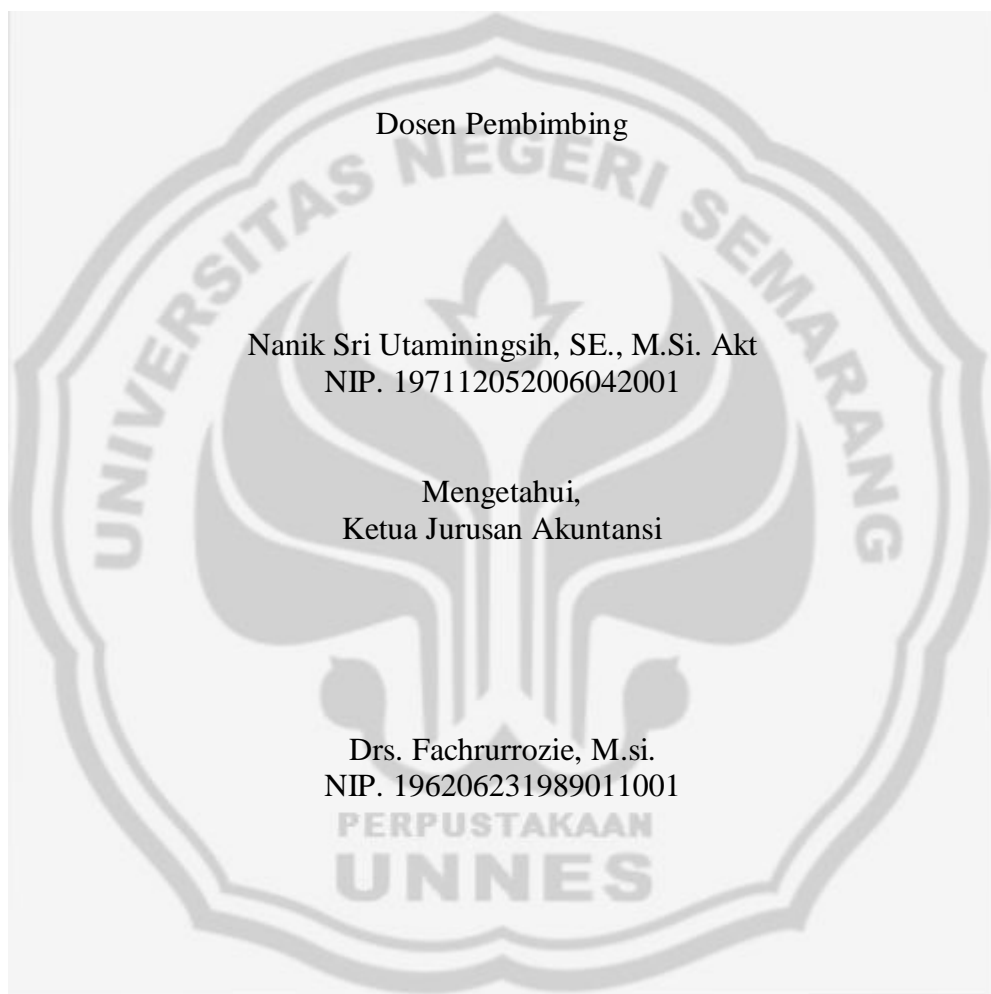 Dosen Pembimbing
UNIVERSITAS NEGERI SEMARANG
Nanik Sri Utaminingsih, SE., M.Si. Akt
NIP. 197112052006042001
Mengetahui,
Ketua Jurusan Akuntansi
Drs. Fachrurrozie, M.si.
NIP. 196206231989011001
PERPUSTAKAAN
UNNES